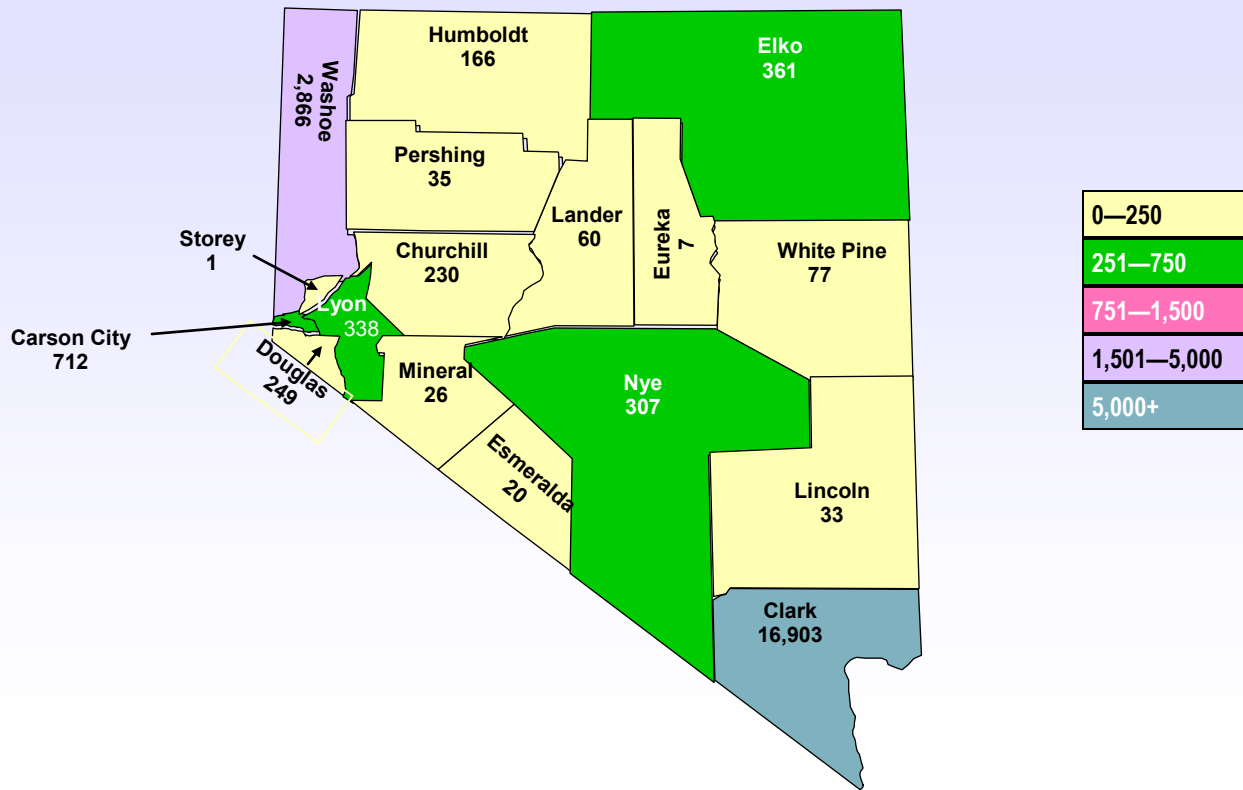 Humboldt
166
Elko
361
Washoe
2,866
Pershing
35
Lander
60
Eureka
7
Storey
1
Churchill
230
White Pine
77
Lyon
338
Carson City
712
Douglas
249
Mineral
26
Nye
307
Esmeralda
20
Lincoln
33
Clark
16,903
0—250
251—750
751—1,500
1,501—5,000
5,000+